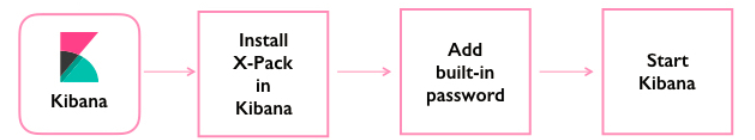 Kibana
Install
X-Pack
in
Kibana
Add
built-in
password
Start
Kibana